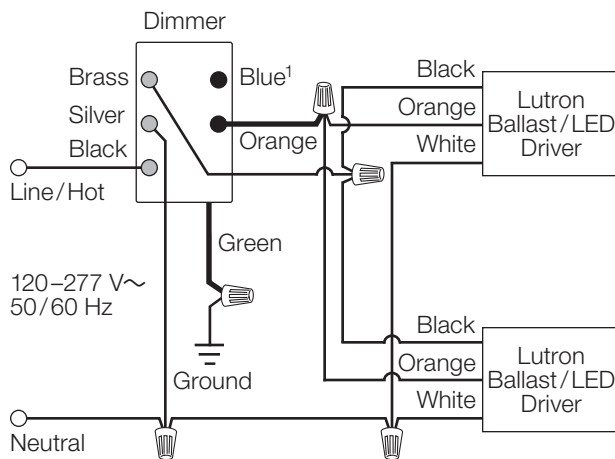 Dimmer
Brass
Blue¹
Silver
Orange
Black
Line/Hot
Green
120–277 V~
50/60 Hz
Ground
Neutral
Black
Orange
White
Lutron
Ballast/LED
Driver
Black
Orange
White
Lutron
Ballast/LED
Driver